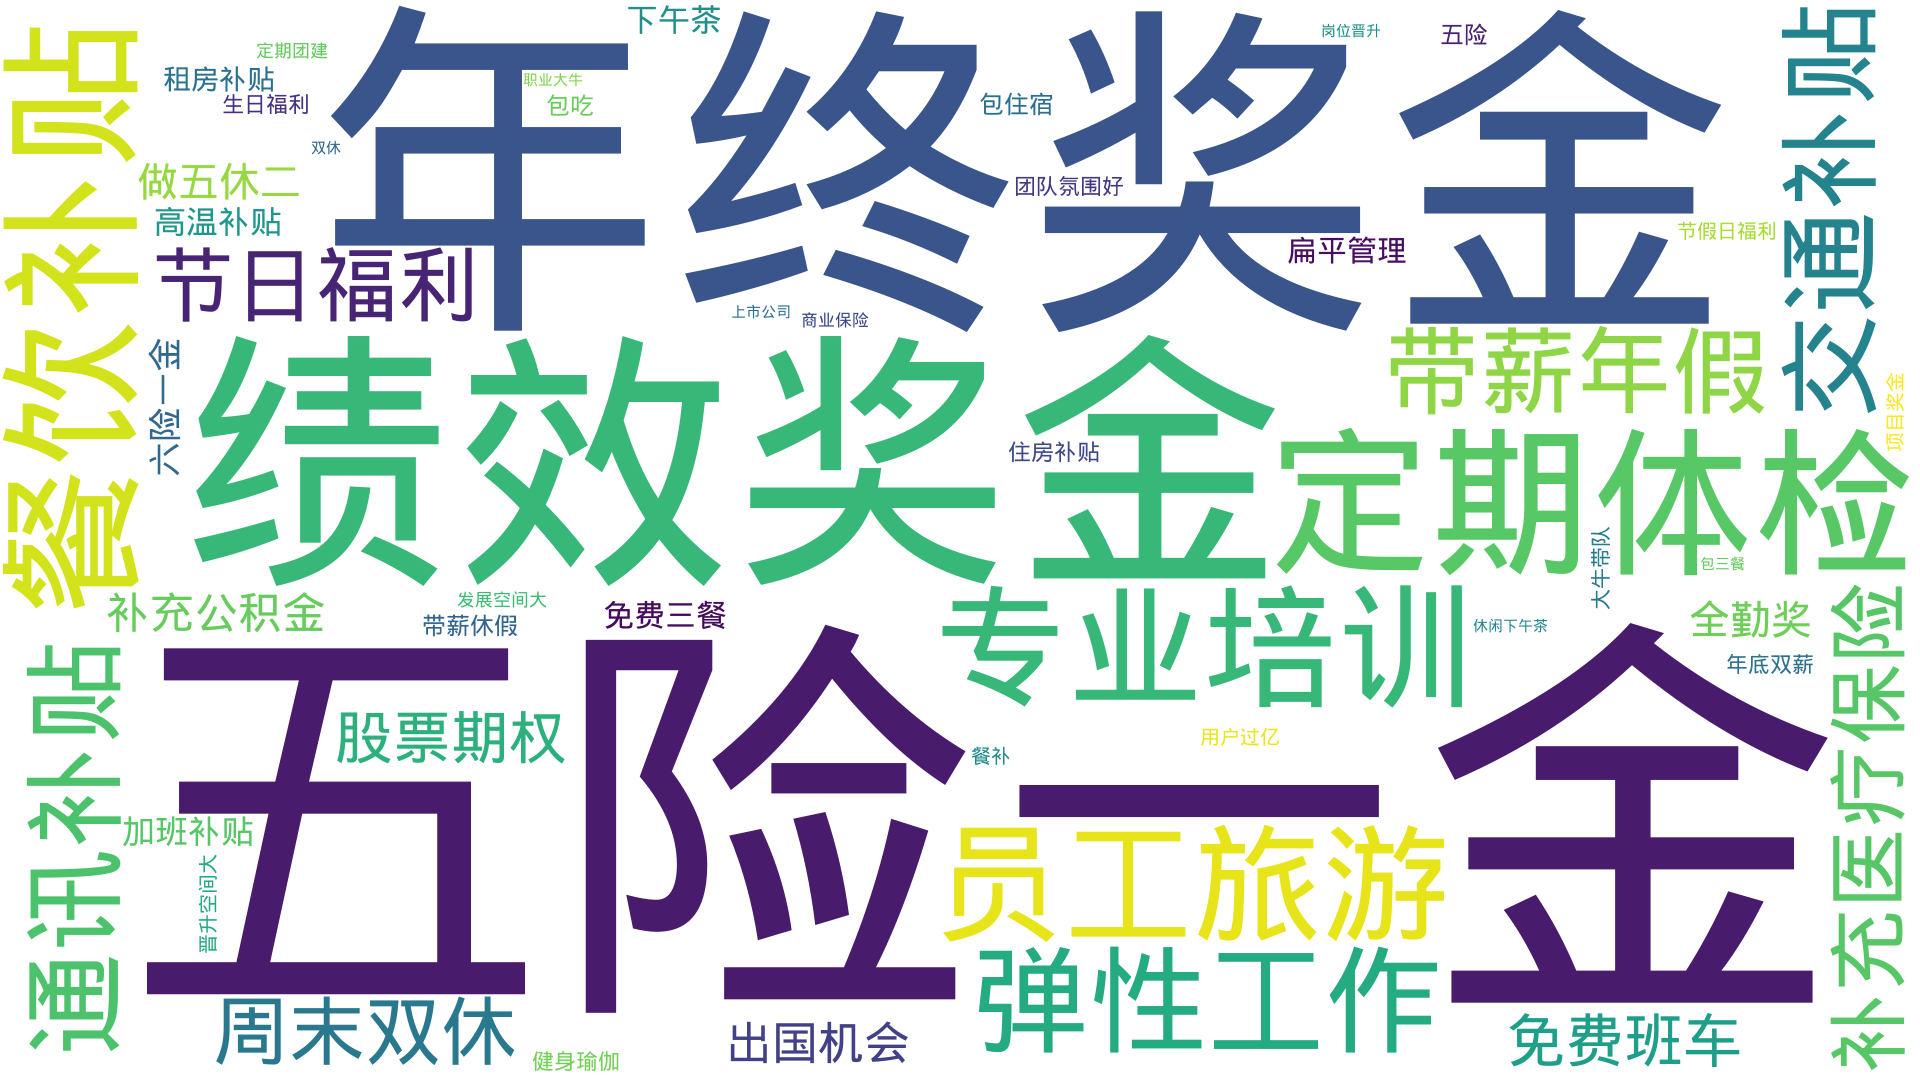 餐饮补贴
年终奖金
交通补贴
下午茶
岗位晋升
五险
定期团建
租房补贴
职业大牛
生日福利
包吃
包住宿
双休
做五休二
团队氛围好
高温补贴
节假日福利
节日福利
扁平管理
上市公司
商业保险
六险一金
绩效奖金
带薪年假
项目奖金
住房补贴
定期体检
大牛带队
包三餐
补充公积金
发展空间大
带薪休假
免费三餐
专业培训
休闲下午茶
全勤奖
年底双薪
通讯补贴
五险一金
补充医疗保险
股票期权
用户过亿
餐补
加班补贴
晋升空间大
员工旅游
弹性工作
周末双休
出国机会
健身瑜伽
免费班车